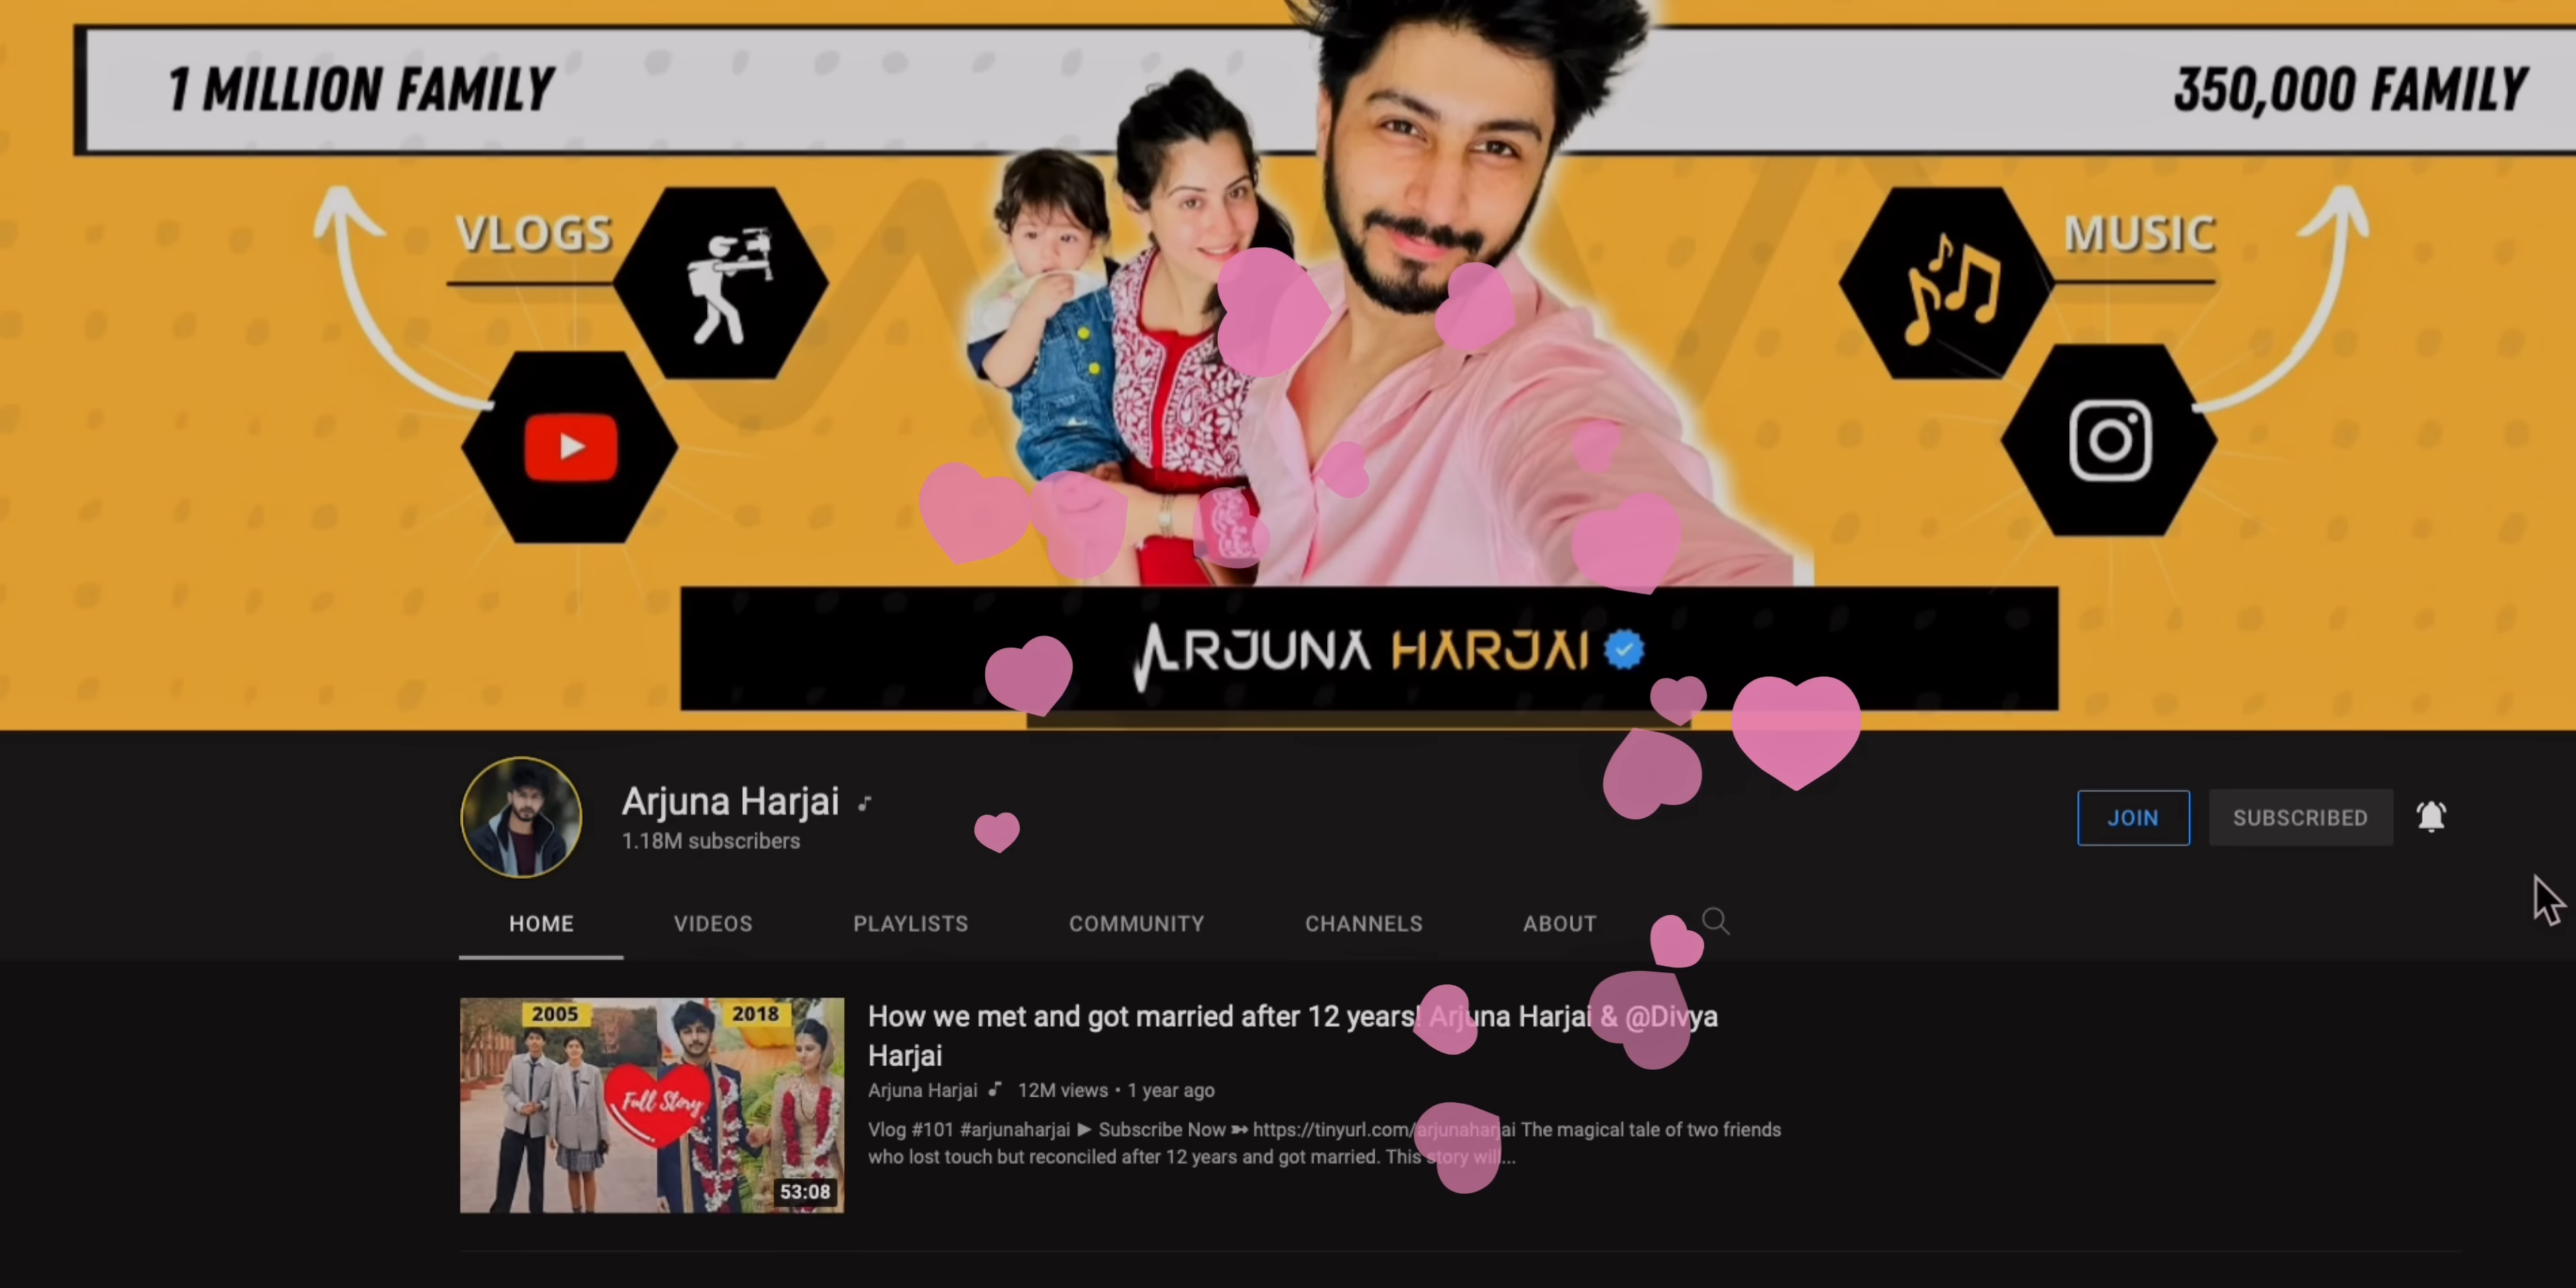 1 MILLION FAMILY
350,000 FAMILY
VLOGS
MUSIC
ARJUNA HARJAI
Arjuna Harjai
1.18M subscribers
JOIN
SUBSCRIBED
HOME
VIDEOS
PLAYLISTS
COMMUNITY
CHANNELS
ABOUT
2005
2018
Full Story
53:08
How we met and got married after 12 years! Arjuna Harjai & @Divya
Harjai
Arjuna Harjai 12M views • 1 year ago
Vlog #101 #arjunaharjai ► Subscribe Now ➽ https://tinyurl.com/arjunaharjai The magical tale of two friends
who lost touch but reconciled after 12 years and got married. This story will...